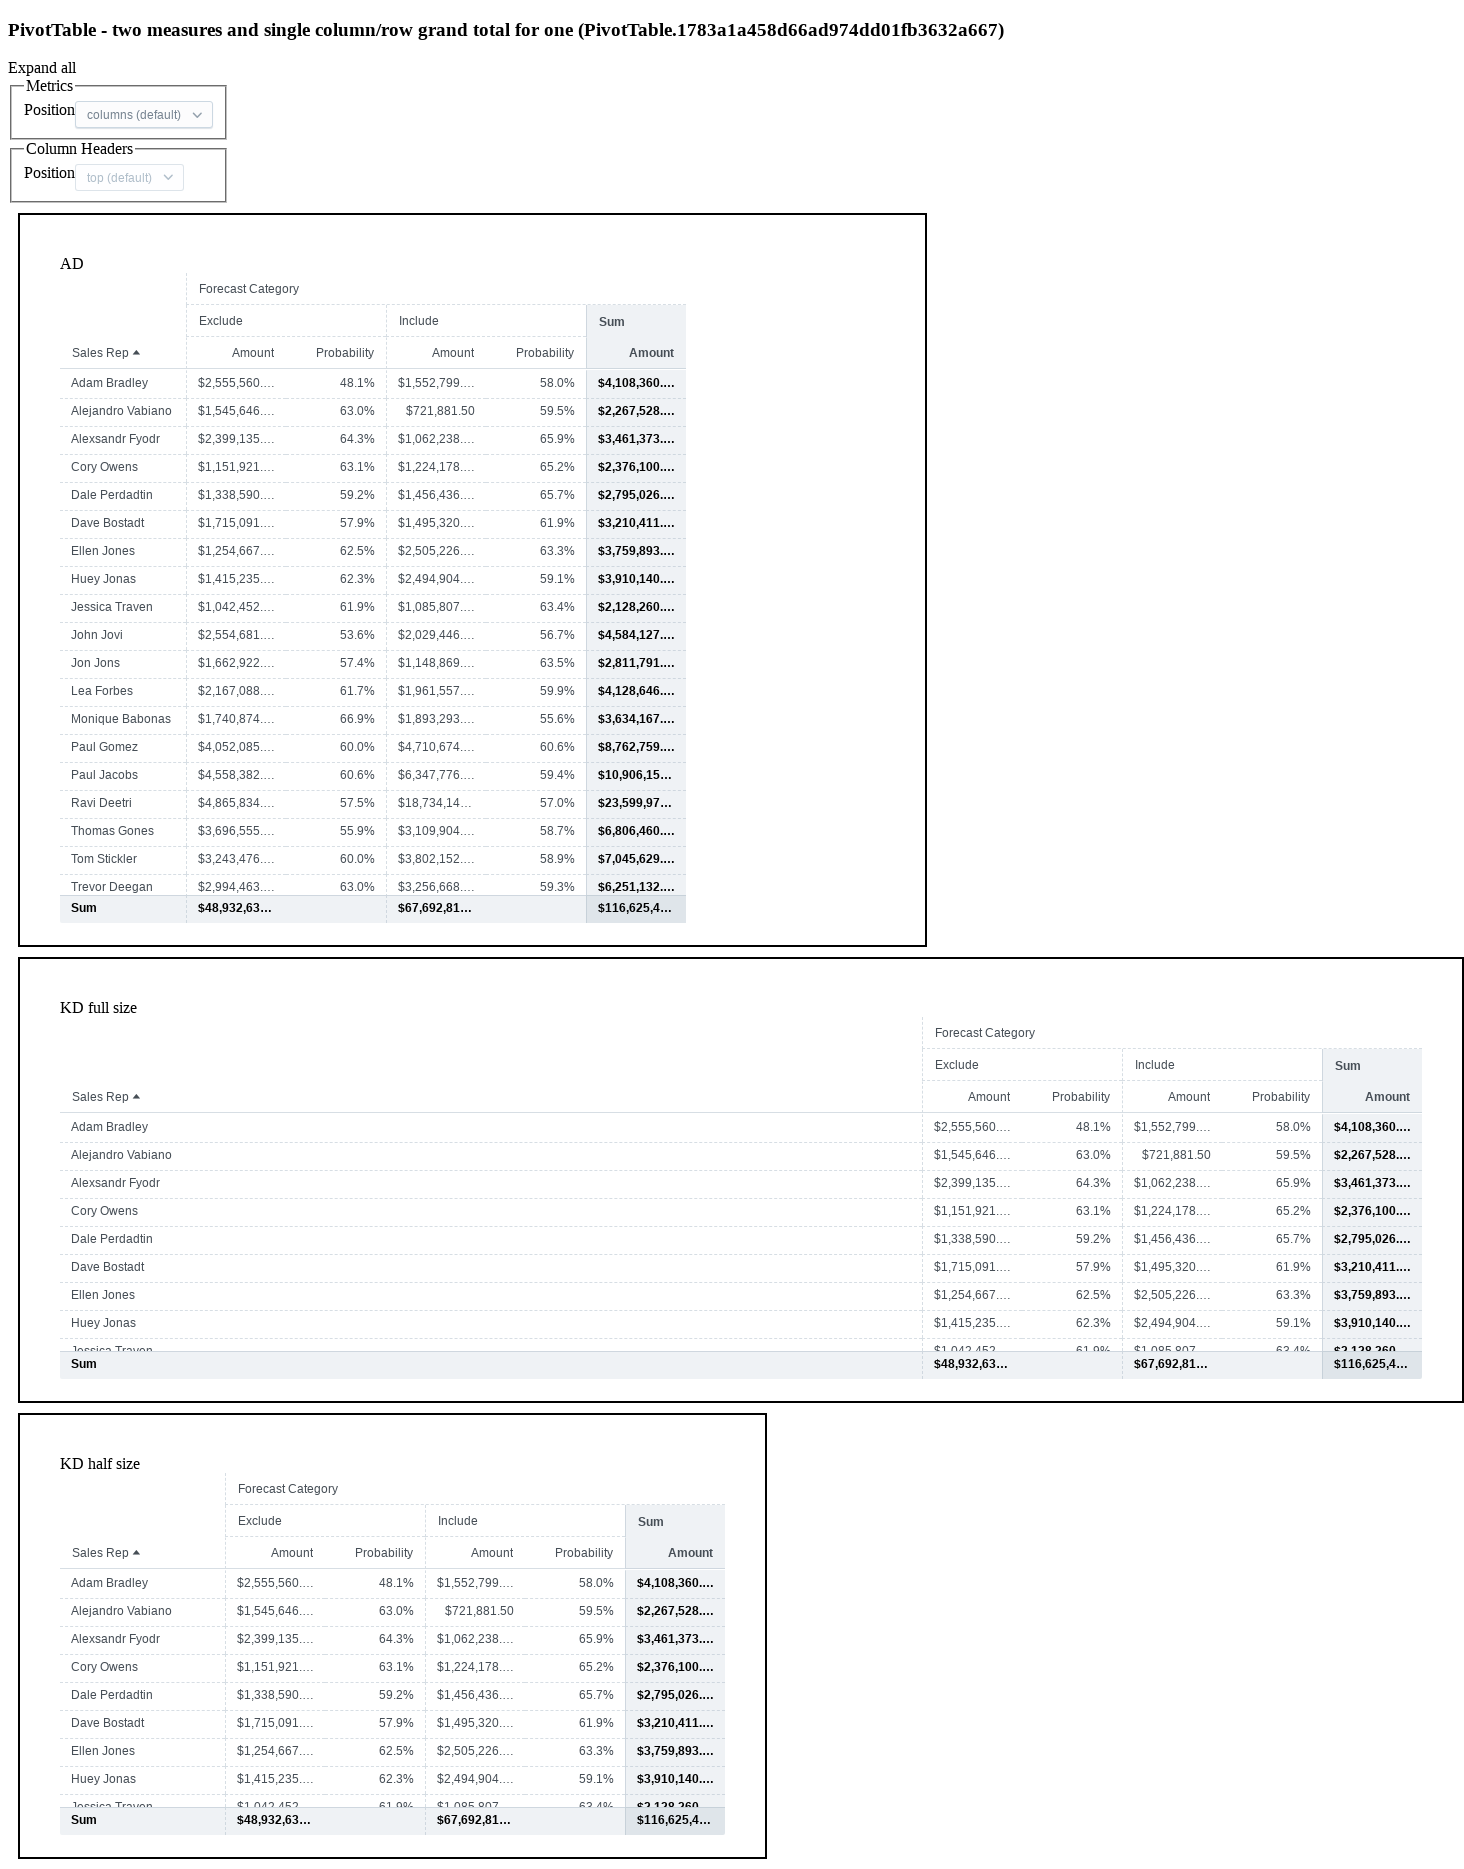 PivotTable - two measures and single column/row grand total for one (PivotTable.1783a1a458d66ad974dd01fb3632a667)
Expand all
Metrics
Position columns (default)
Column Headers
Position top (default)
AD
Forecast Category
Exclude Include Sum
Sales Rep Amount Probability Amount Probability Amount
Adam Bradley $2,555,560.… 48.1% $1,552,799.… 58.0% $4,108,360.…
Alejandro Vabiano $1,545,646.… 63.0% $721,881.50 59.5% $2,267,528.…
Alexsandr Fyodr $2,399,135.… 64.3% $1,062,238.… 65.9% $3,461,373.…
Cory Owens $1,151,921.… 63.1% $1,224,178.… 65.2% $2,376,100.…
Dale Perdadtin $1,338,590.… 59.2% $1,456,436.… 65.7% $2,795,026.…
Dave Bostadt $1,715,091.… 57.9% $1,495,320.… 61.9% $3,210,411.…
Ellen Jones $1,254,667.… 62.5% $2,505,226.… 63.3% $3,759,893.…
Huey Jonas $1,415,235.… 62.3% $2,494,904.… 59.1% $3,910,140.…
Jessica Traven $1,042,452.… 61.9% $1,085,807.… 63.4% $2,128,260.…
John Jovi $2,554,681.… 53.6% $2,029,446.… 56.7% $4,584,127.…
Jon Jons $1,662,922.… 57.4% $1,148,869.… 63.5% $2,811,791.…
Lea Forbes $2,167,088.… 61.7% $1,961,557.… 59.9% $4,128,646.…
Monique Babonas $1,740,874.… 66.9% $1,893,293.… 55.6% $3,634,167.…
Paul Gomez $4,052,085.… 60.0% $4,710,674.… 60.6% $8,762,759.…
Paul Jacobs $4,558,382.… 60.6% $6,347,776.… 59.4% $10,906,15…
Ravi Deetri $4,865,834.… 57.5% $18,734,14… 57.0% $23,599,97…
Thomas Gones $3,696,555.… 55.9% $3,109,904.… 58.7% $6,806,460.…
Tom Stickler $3,243,476.… 60.0% $3,802,152.… 58.9% $7,045,629.…
Trevor Deegan $2,994,463.… 63.0% $3,256,668.… 59.3% $6,251,132.…
Sum $48,932,63… $67,692,81… $116,625,4…
KD full size
Forecast Category
Exclude Include Sum
Sales Rep Amount Probability Amount Probability Amount
Adam Bradley $2,555,560.… 48.1% $1,552,799.… 58.0% $4,108,360.…
Alejandro Vabiano $1,545,646.… 63.0% $721,881.50 59.5% $2,267,528.…
Alexsandr Fyodr $2,399,135.… 64.3% $1,062,238.… 65.9% $3,461,373.…
Cory Owens $1,151,921.… 63.1% $1,224,178.… 65.2% $2,376,100.…
Dale Perdadtin $1,338,590.… 59.2% $1,456,436.… 65.7% $2,795,026.…
Dave Bostadt $1,715,091.… 57.9% $1,495,320.… 61.9% $3,210,411.…
Ellen Jones $1,254,667.… 62.5% $2,505,226.… 63.3% $3,759,893.…
Huey Jonas $1,415,235.… 62.3% $2,494,904.… 59.1% $3,910,140.…
Jessica Traven $1,042,452.… 61.9% $1,085,807.… 63.4% $2,128,260.…
Sum $48,932,63… $67,692,81… $116,625,4…
KD half size
Forecast Category
Exclude Include Sum
Sales Rep Amount Probability Amount Probability Amount
Adam Bradley $2,555,560.… 48.1% $1,552,799.… 58.0% $4,108,360.…
Alejandro Vabiano $1,545,646.… 63.0% $721,881.50 59.5% $2,267,528.…
Alexsandr Fyodr $2,399,135.… 64.3% $1,062,238.… 65.9% $3,461,373.…
Cory Owens $1,151,921.… 63.1% $1,224,178.… 65.2% $2,376,100.…
Dale Perdadtin $1,338,590.… 59.2% $1,456,436.… 65.7% $2,795,026.…
Dave Bostadt $1,715,091.… 57.9% $1,495,320.… 61.9% $3,210,411.…
Ellen Jones $1,254,667.… 62.5% $2,505,226.… 63.3% $3,759,893.…
Huey Jonas $1,415,235.… 62.3% $2,494,904.… 59.1% $3,910,140.…
Jessica Traven $1,042,452.… 61.9% $1,085,807.… 63.4% $2,128,260.…
Sum $48,932,63… $67,692,81… $116,625,4…